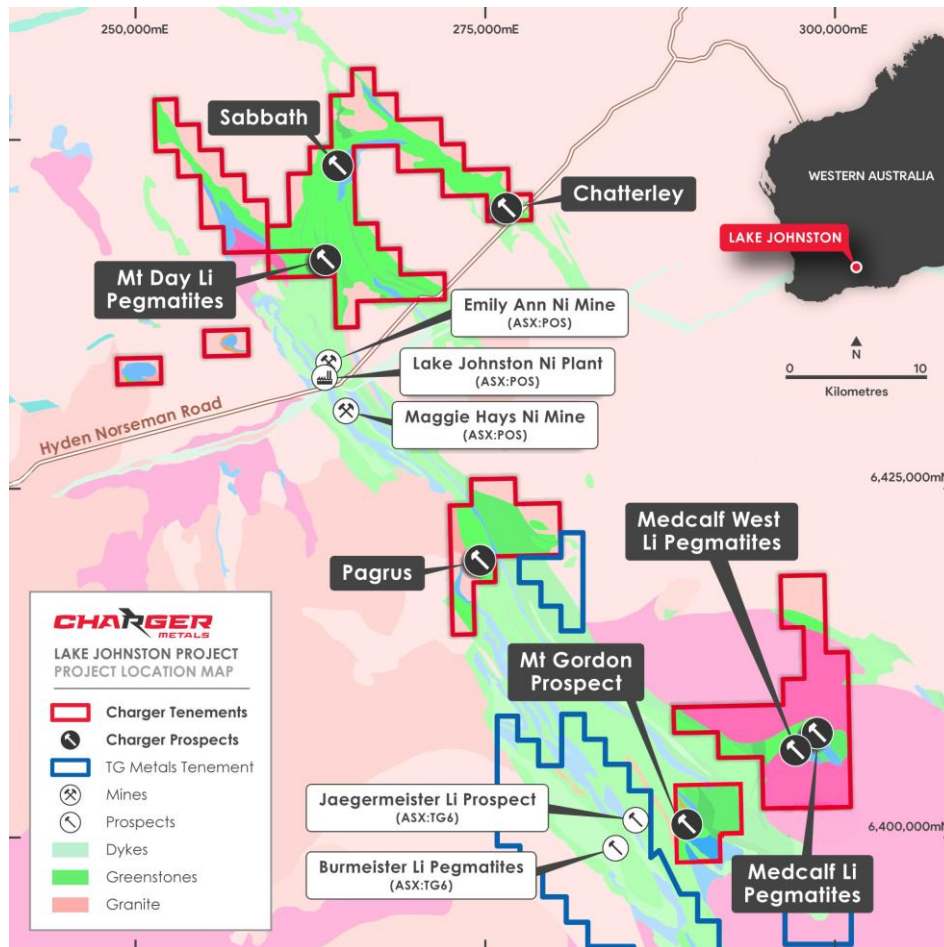 250,000mE
275,000mE
300,000mE
Sabbath
Chatterley
WESTERN AUSTRALIA
LAKE JOHNSTON
Mt Day Li
Pegmatites
Emily Ann Ni Mine
(ASX:POS)
Lake Johnston Ni Plant
(ASX:POS)
Maggie Hays Ni Mine
(ASX:POS)
N
0
10
Kilometres
Hyden Norseman Road
6,425,000mN
Medcalf West
Li Pegmatites
Pagrus
Mt Gordon
Prospect
Jaegermeister Li Prospect
(ASX:TG6)
Burmeister Li Pegmatites
(ASX:TG6)
6,400,000mN
Medcalf Li
Pegmatites
CHARGER
METALS
LAKE JOHNSTON PROJECT
PROJECT LOCATION MAP
Charger Tenements
Charger Prospects
TG Metals Tenement
Mines
Prospects
Dykes
Greenstones
Granite